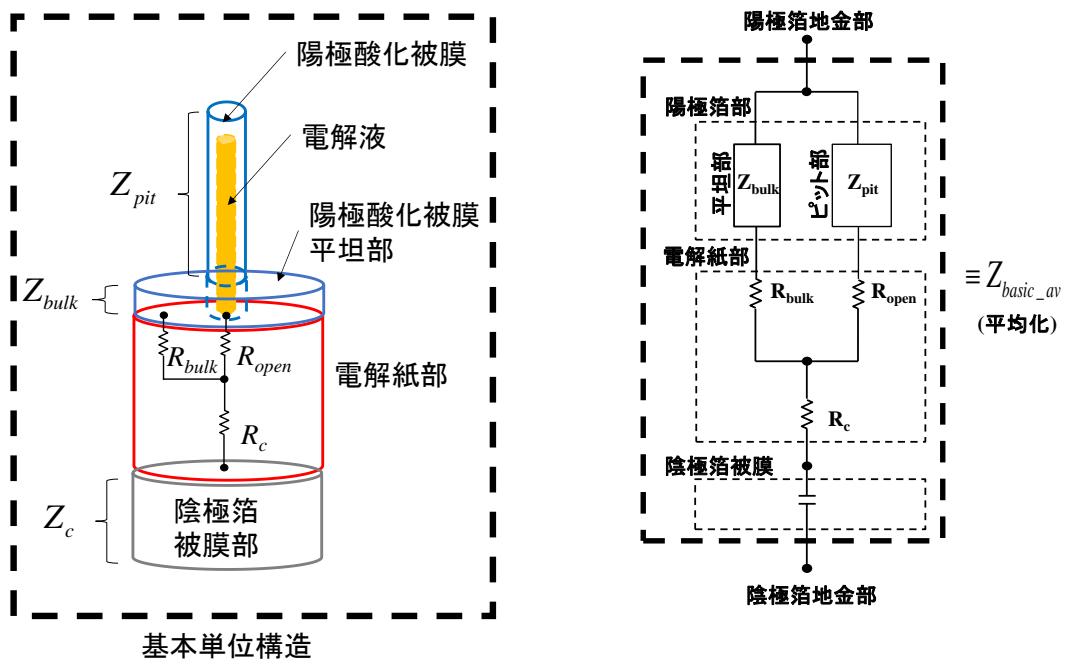 陽極酸化被膜
電解液
Z_pit
陽極酸化被膜
平坦部
Z_bulk
R_bulk
R_open
電解紙部
R_c
Z_c
陰極箔
被膜部
基本単位構造
陽極箔地金部
陽極箔部
平坦部
Z_bulk
ピット部
Z_pit
電解紙部
R_bulk
R_open
R_c
陰極箔被膜
陰極箔地金部
≡ Z_basic_av
(平均化)